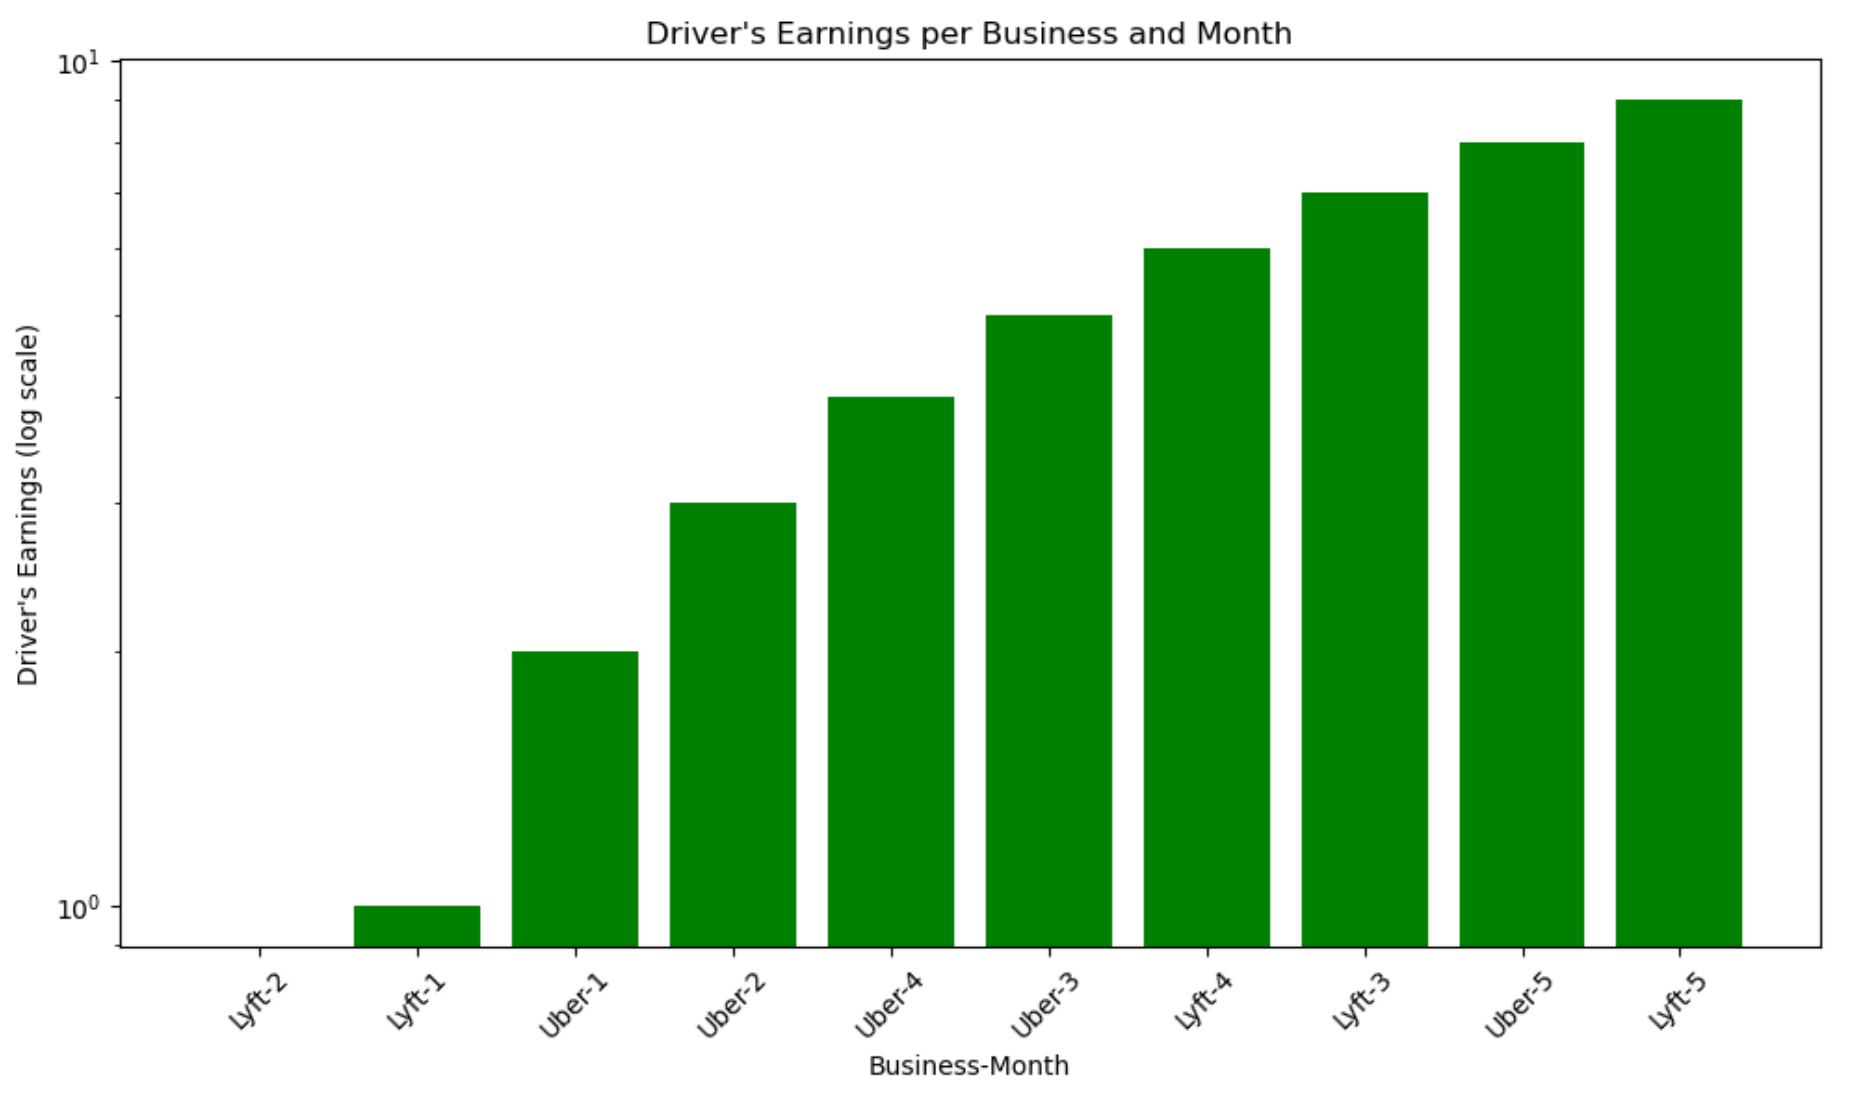 Driver's Earnings per Business and Month
10¹
10⁰
Driver's Earnings (log scale)
Lyft-2 Lyft-1 Uber-1 Uber-2 Uber-4 Uber-3 Lyft-4 Lyft-3 Uber-5 Lyft-5
Business-Month